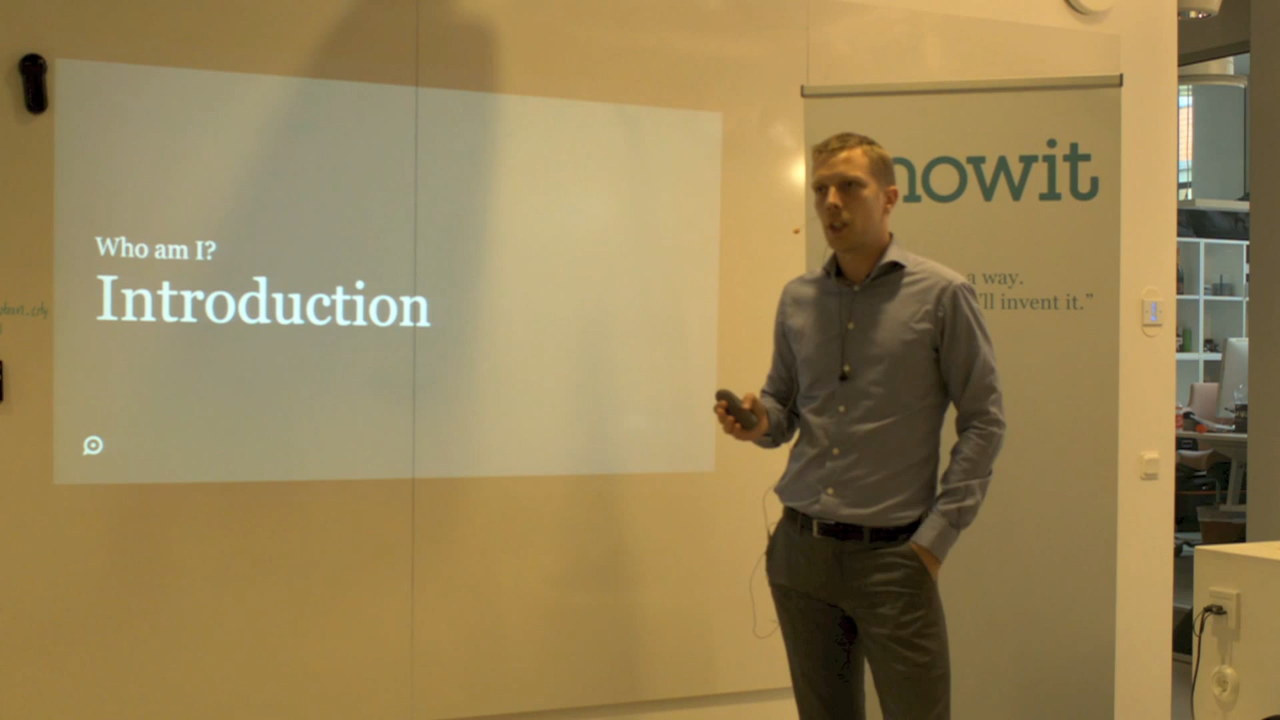 Who am I?
Introduction
nowit
a way.
'll invent it.”